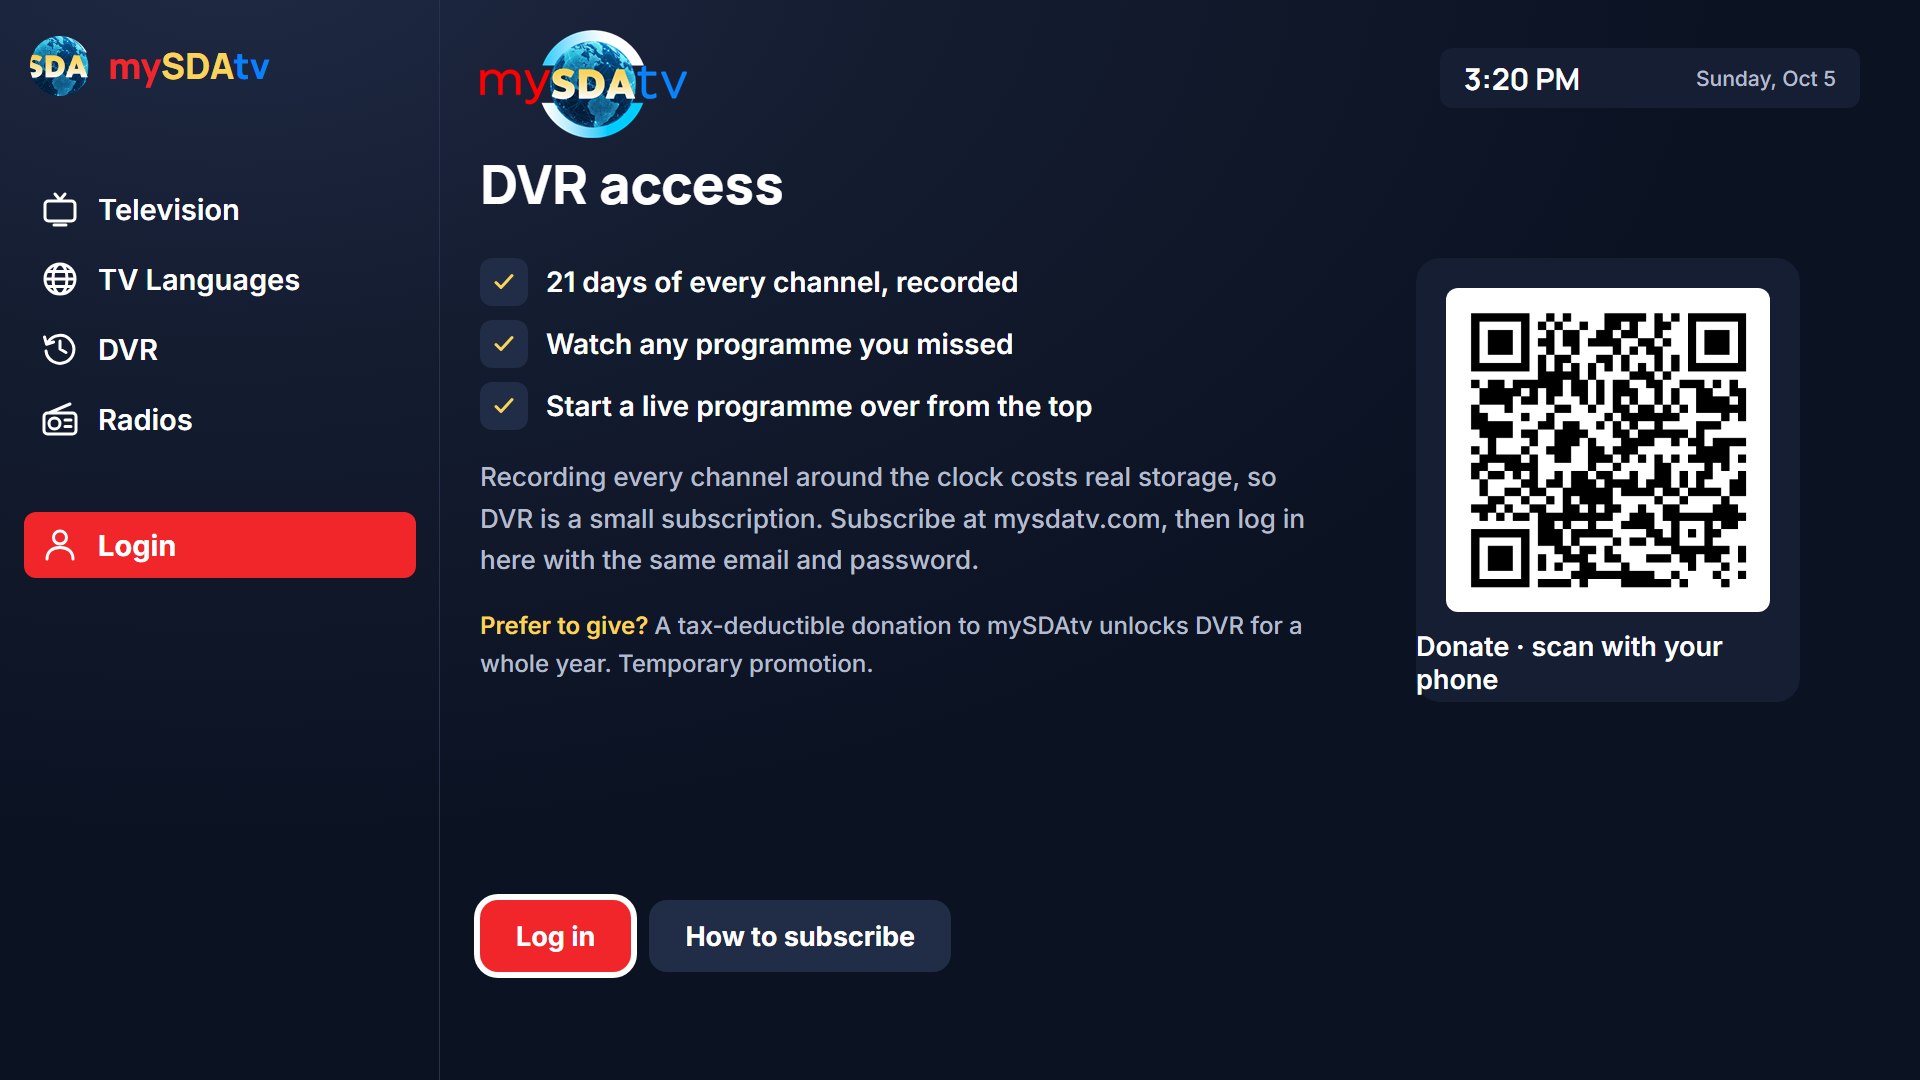 SDA mySDAtv
Television
TV Languages
DVR
Radios
Login
mySDAtv
3:20 PM Sunday, Oct 5
DVR access
21 days of every channel, recorded
Watch any programme you missed
Start a live programme over from the top
Recording every channel around the clock costs real storage, so
DVR is a small subscription. Subscribe at mysdatv.com, then log in
here with the same email and password.
Prefer to give? A tax-deductible donation to mySDAtv unlocks DVR for a
whole year. Temporary promotion.
Donate · scan with your
phone
Log in
How to subscribe